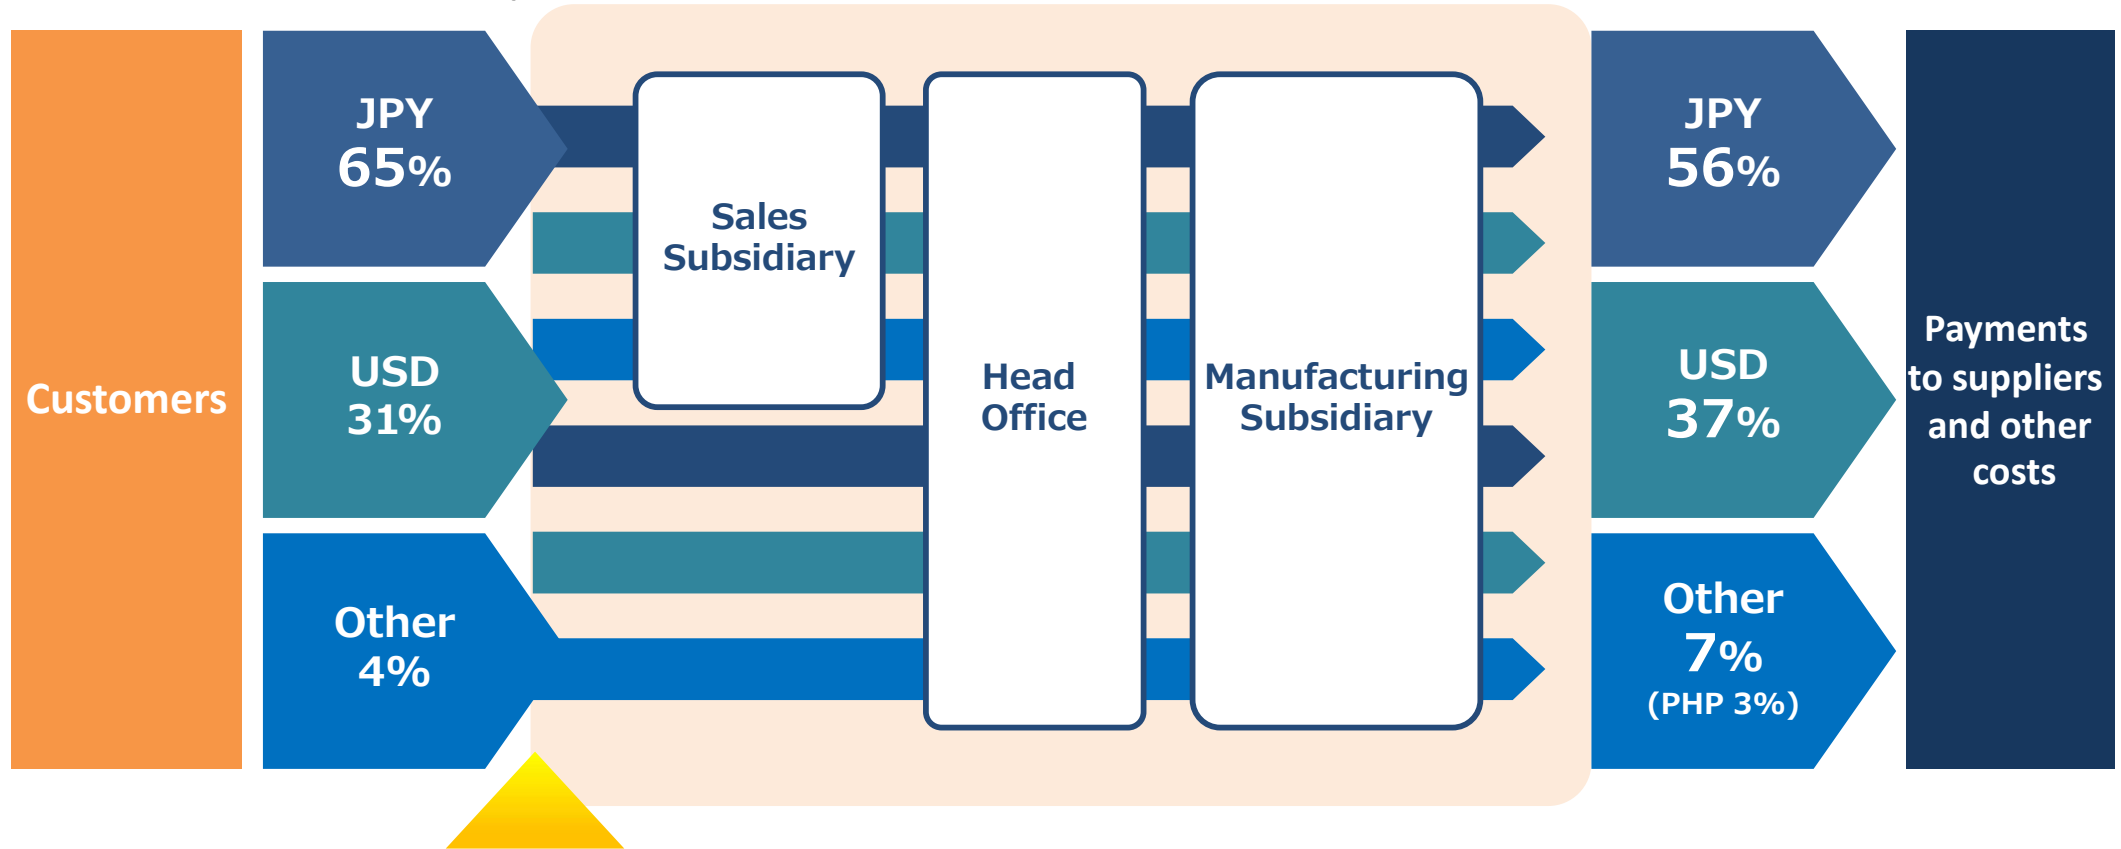 Customers
JPY
65%
USD
31%
Other
4%
Sales
Subsidiary
Head
Office
Manufacturing
Subsidiary
JPY
56%
USD
37%
Other
7%
(PHP 3%)
Payments
to suppliers
and other
costs